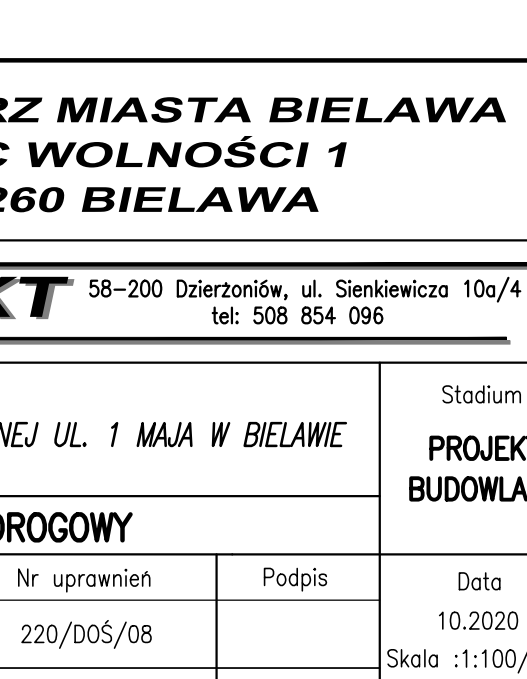 RZ MIASTA BIELAWA
C WOLNOŚCI 1
260 BIELAWA
KT 58-200 Dzierżoniów, ul. Sienkiewicza 10a/4
tel: 508 854 096
NEJ UL. 1 MAJA W BIELAWIE
Stadium
PROJEKT
BUDOWLA
DROGOWY
Nr uprawnień
Podpis
Data
220/DOŚ/08
10.2020
Skala :1:100/